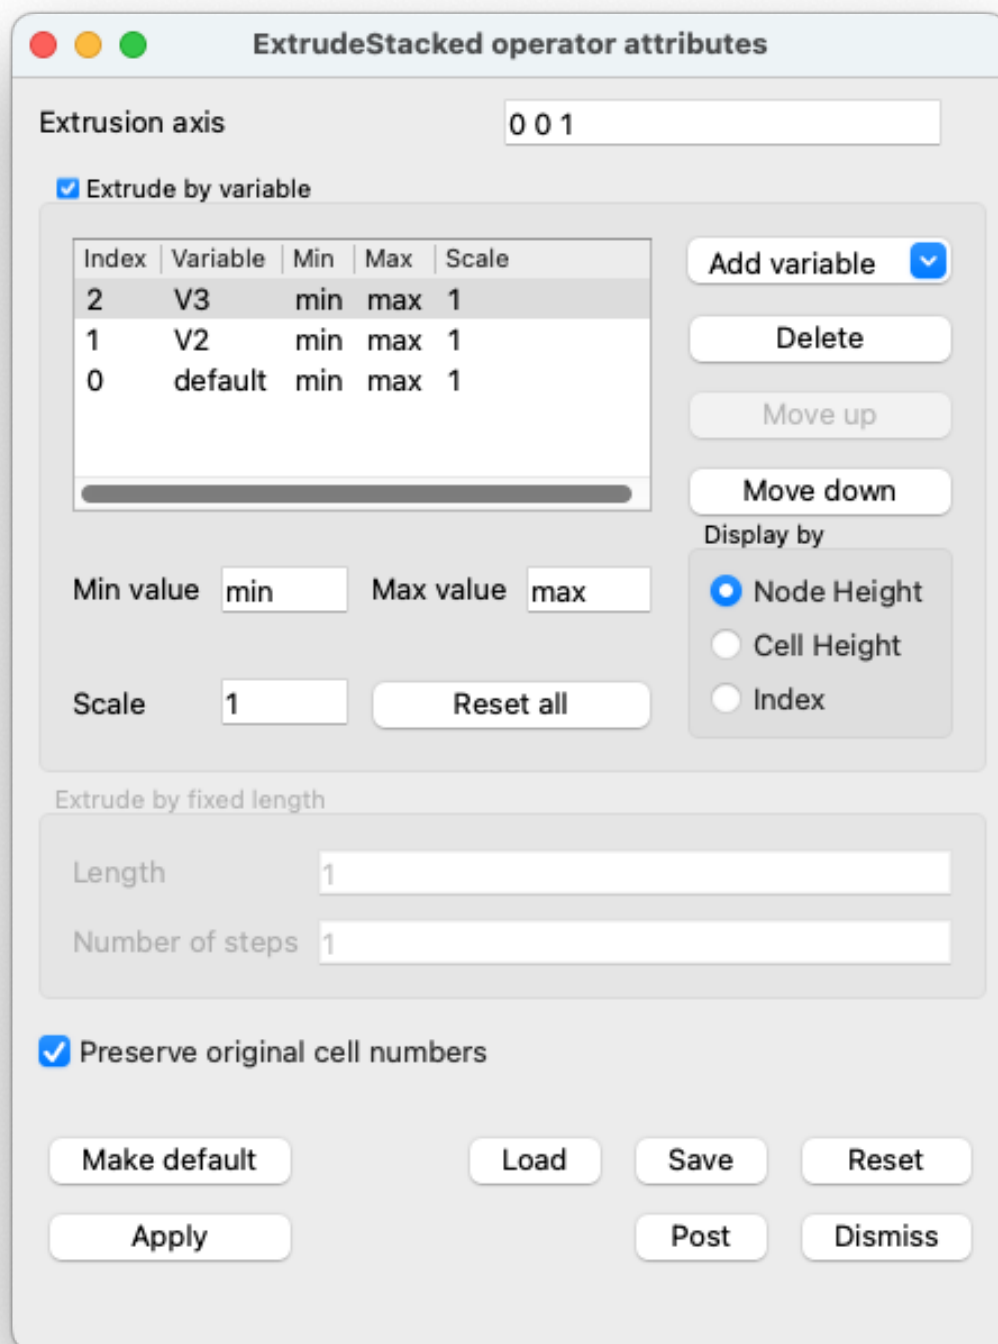 ExtrudeStacked operator attributes
Extrusion axis 0 0 1
Extrude by variable
Index Variable Min Max Scale
2 V3 min max 1
1 V2 min max 1
0 default min max 1
Add variable
Delete
Move up
Move down
Display by
Node Height
Cell Height
Index
Min value min Max value max
Scale 1 Reset all
Extrude by fixed length
Length 1
Number of steps 1
Preserve original cell numbers
Make default Load Save Reset
Apply Post Dismiss